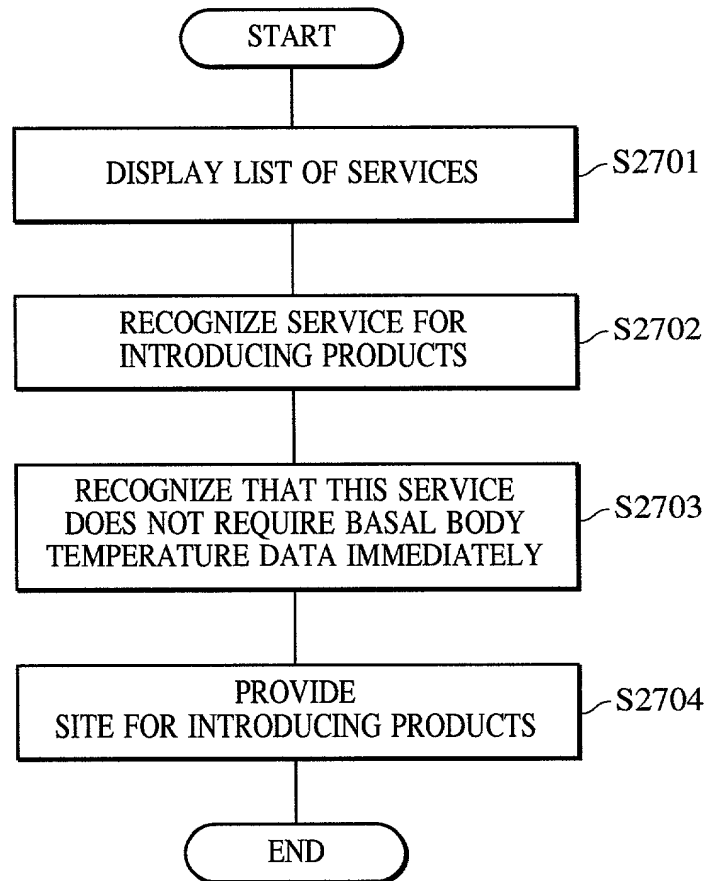 START
DISPLAY LIST OF SERVICES
S2701
RECOGNIZE SERVICE FOR
INTRODUCING PRODUCTS
S2702
RECOGNIZE THAT THIS SERVICE
DOES NOT REQUIRE BASAL BODY
TEMPERATURE DATA IMMEDIATELY
S2703
PROVIDE
SITE FOR INTRODUCING PRODUCTS
S2704
END